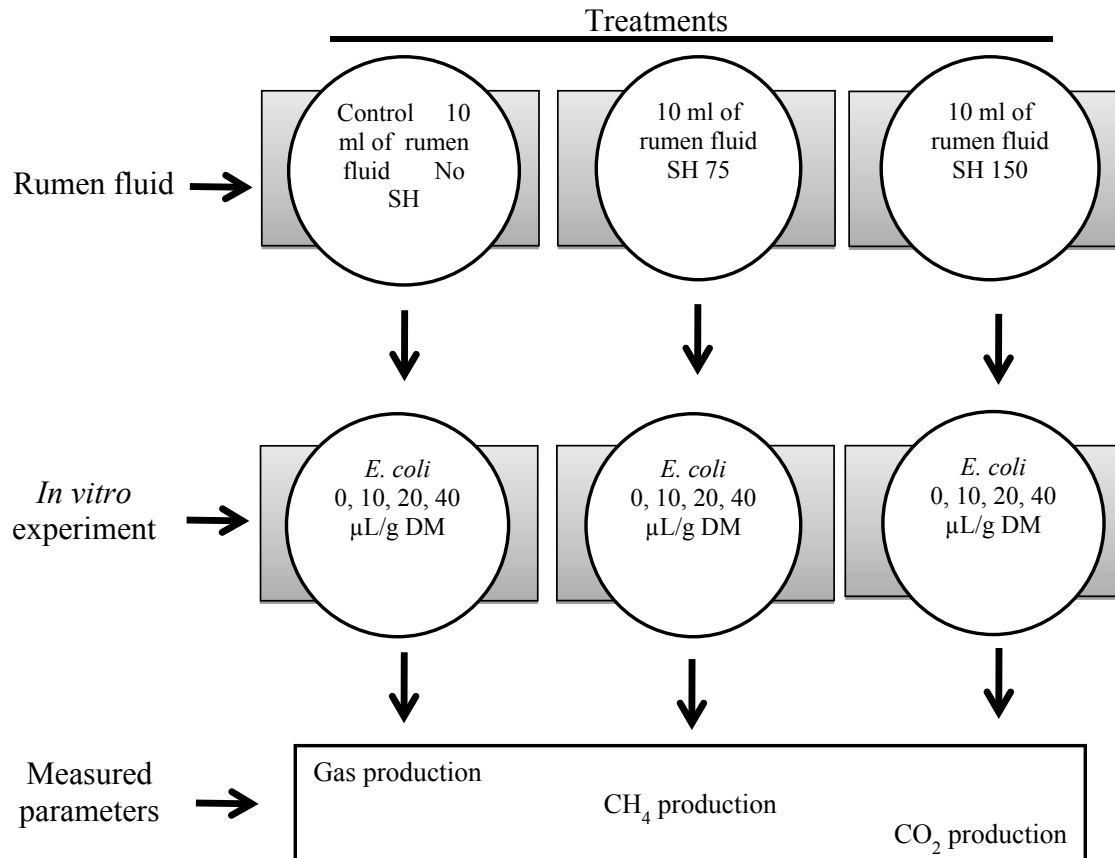 Treatments
Rumen fluid
Control 10
ml of rumen
fluid No
SH
10 ml of
rumen fluid
SH 75
10 ml of
rumen fluid
SH 150
In vitro
experiment
E. coli
0, 10, 20, 40
µL/g DM
E. coli
0, 10, 20, 40
µL/g DM
E. coli
0, 10, 20, 40
µL/g DM
Measured
parameters
Gas production
CH₄ production
CO₂ production